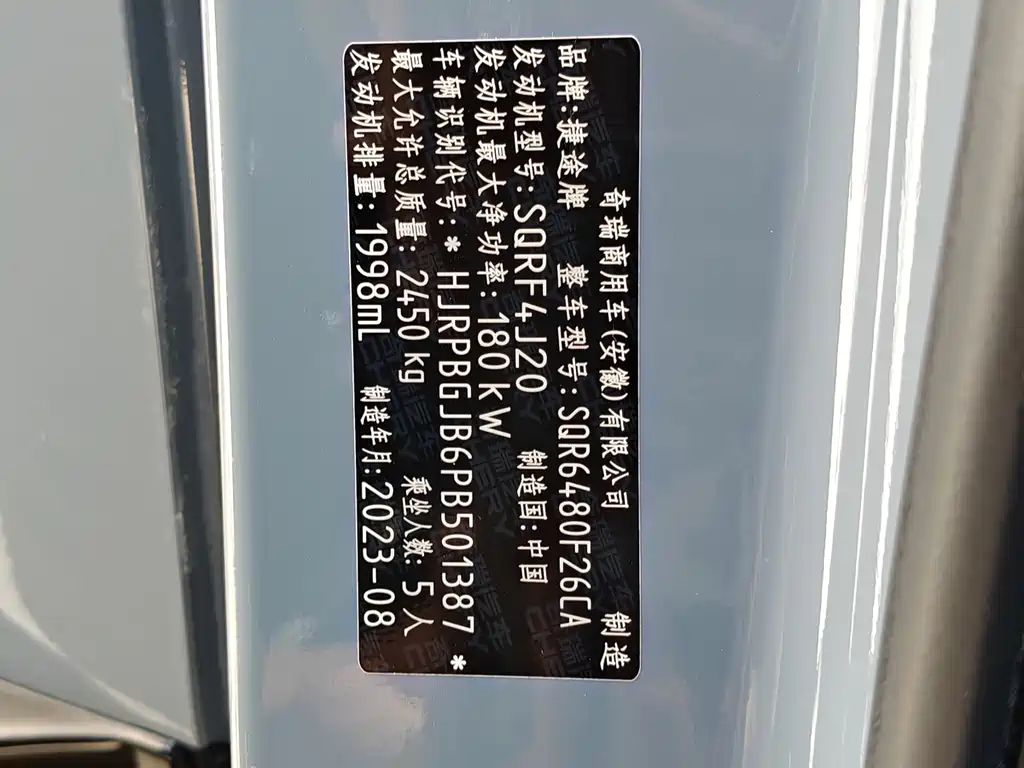 奇瑞商用车(安徽)有限公司 制造
品牌:捷途牌 整车型号:SQR6480F26CA
发动机型号:SQRF4J20 制造国:中国
发动机最大净功率:180kW
车辆识别代号:*HJRPBGJB6PB501387*
最大允许总质量:2450kg 乘坐人数:5人
发动机排量:1998mL 制造年月:2023-08